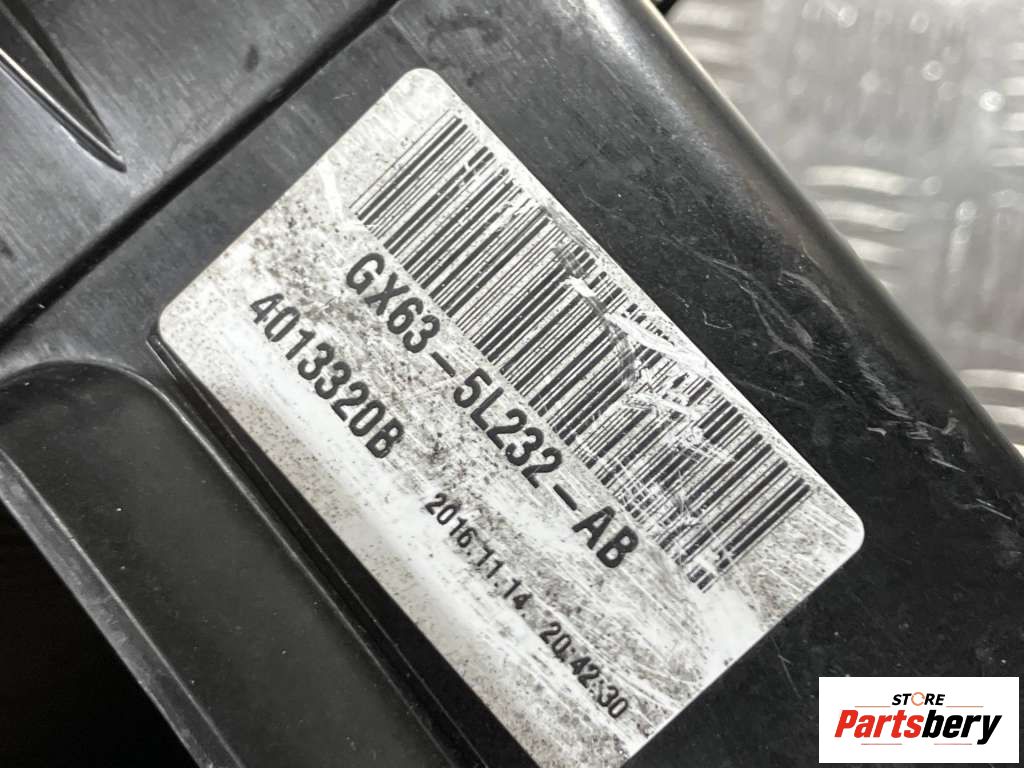 GX63-5L232-AB
4013320B
2016.11.14 20:42:30
STORE
Partsbery